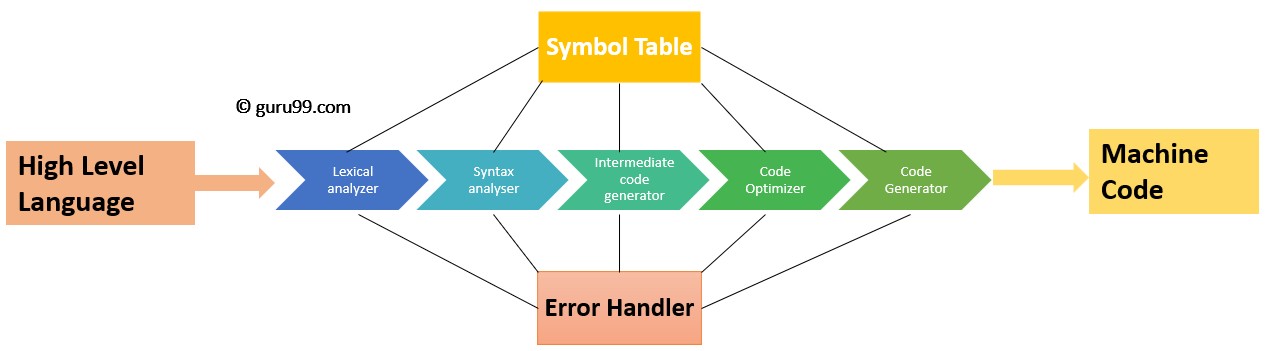 Symbol Table
© guru99.com
High Level
Language
Lexical
analyzer
Syntax
analyser
Intermediate
code
generator
Code
Optimizer
Code
Generator
Machine
Code
Error Handler